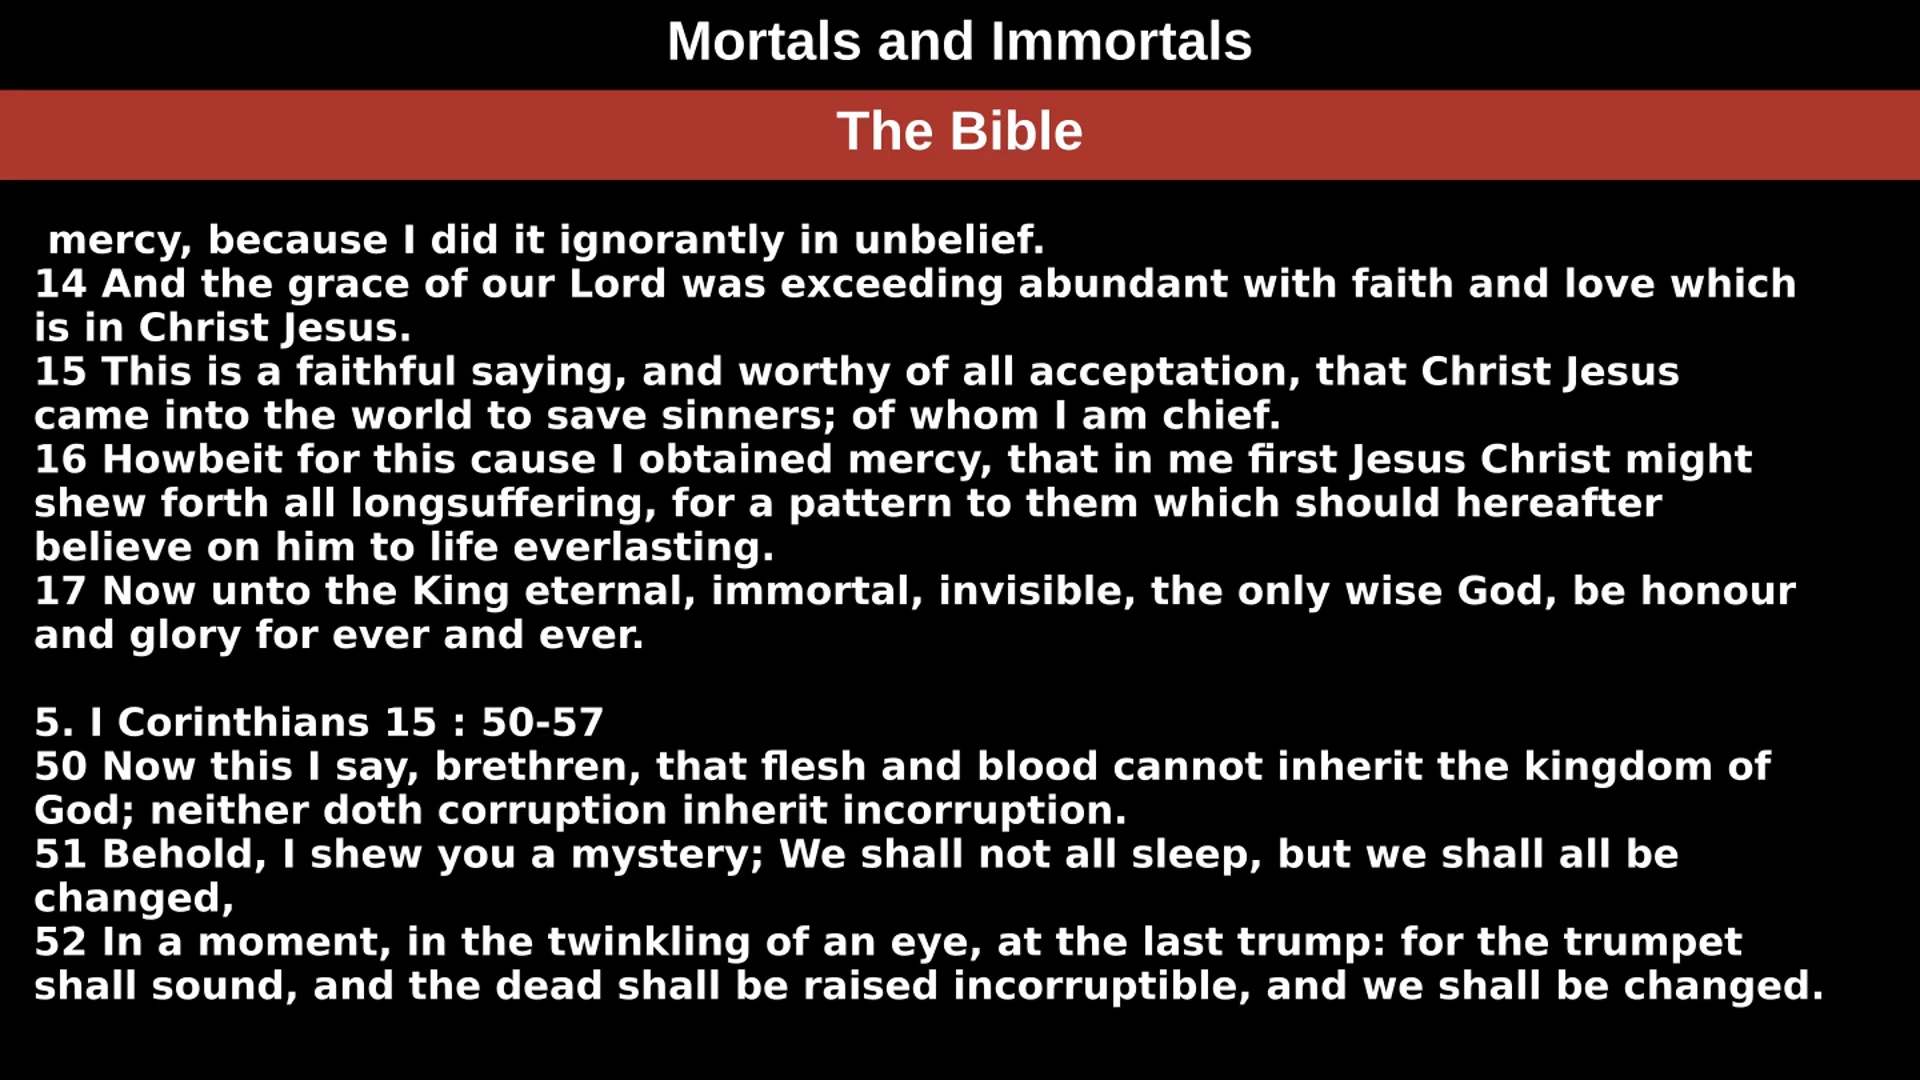 Mortals and Immortals
The Bible
mercy, because I did it ignorantly in unbelief.
14 And the grace of our Lord was exceeding abundant with faith and love which
is in Christ Jesus.
15 This is a faithful saying, and worthy of all acceptation, that Christ Jesus
came into the world to save sinners; of whom I am chief.
16 Howbeit for this cause I obtained mercy, that in me first Jesus Christ might
shew forth all longsuffering, for a pattern to them which should hereafter
believe on him to life everlasting.
17 Now unto the King eternal, immortal, invisible, the only wise God, be honour
and glory for ever and ever.
5. I Corinthians 15 : 50-57
50 Now this I say, brethren, that flesh and blood cannot inherit the kingdom of
God; neither doth corruption inherit incorruption.
51 Behold, I shew you a mystery; We shall not all sleep, but we shall all be
changed,
52 In a moment, in the twinkling of an eye, at the last trump: for the trumpet
shall sound, and the dead shall be raised incorruptible, and we shall be changed.